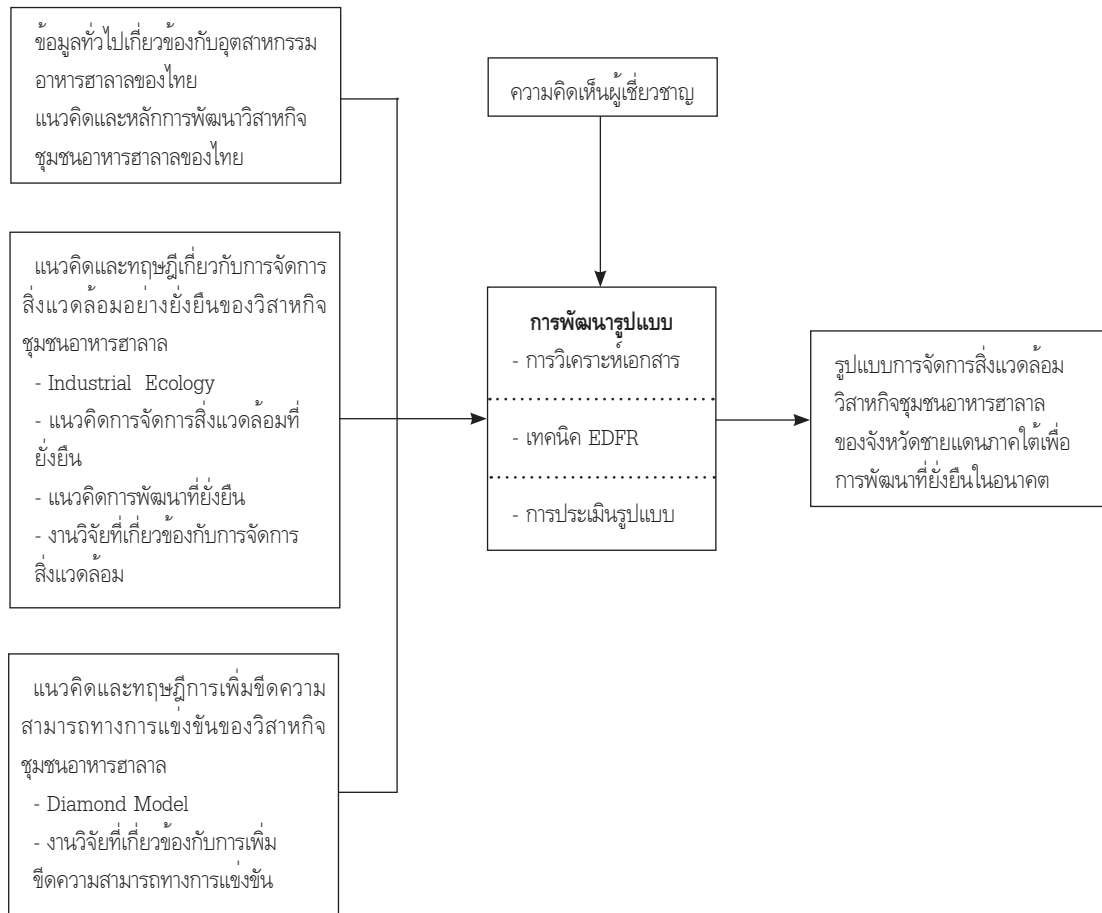 ข้อมูลทั่วไปเกี่ยวข้องกับอุตสาหกรรม
อาหารฮาลาลของไทย
แนวคิดและหลักการพัฒนาวิสาหกิจ
ชุมชนอาหารฮาลาลของไทย
แนวคิดและทฤษฎีเกี่ยวกับการจัดการ
สิ่งแวดล้อมอย่างยั่งยืนของวิสาหกิจ
ชุมชนอาหารฮาลาล
- Industrial Ecology
- แนวคิดการจัดการสิ่งแวดล้อมที่
ยั่งยืน
- แนวคิดการพัฒนาที่ยั่งยืน
- งานวิจัยที่เกี่ยวข้องกับการจัดการ
สิ่งแวดล้อม
แนวคิดและทฤษฎีการเพิ่มขีดความ
สามารถทางการแข่งขันของวิสาหกิจ
ชุมชนอาหารฮาลาล
- Diamond Model
- งานวิจัยที่เกี่ยวข้องกับการเพิ่ม
ขีดความสามารถทางการแข่งขัน
ความคิดเห็นผู้เชี่ยวชาญ
การพัฒนารูปแบบ
- การวิเคราะห์เอกสาร
- เทคนิค EDFR
- การประเมินรูปแบบ
รูปแบบการจัดการสิ่งแวดล้อม
วิสาหกิจชุมชนอาหารฮาลาล
ของจังหวัดชายแดนภาคใต้เพื่อ
การพัฒนาที่ยั่งยืนในอนาคต